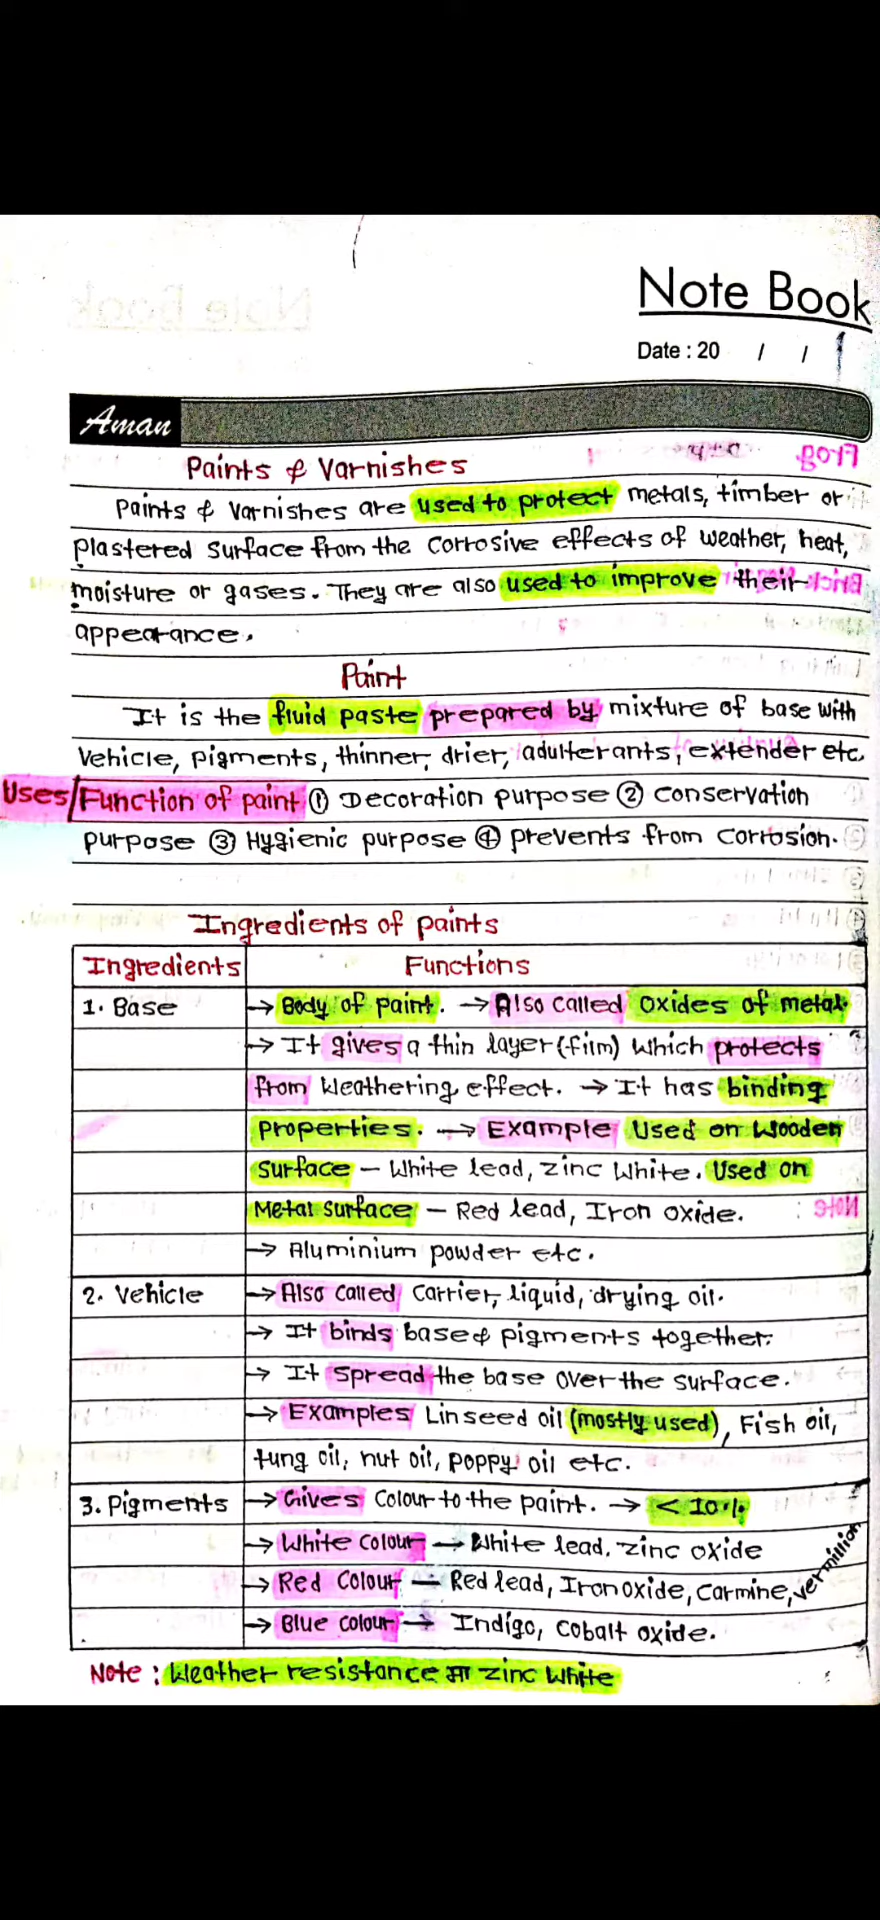 Note Book
Date : 20 / /
Aman
Paints & Varnishes
Paints & Varnishes are used to protect metals, timber or
plastered surface from the corrosive effects of weather, heat,
moisture or gases. They are also used to improve their
appearance.
Paint
It is the fluid paste prepared by mixture of base with
vehicle, pigments, thinner, drier, adulterants, extender etc.
Uses/Function of paint ① Decoration purpose ② conservation
purpose ③ Hygienic purpose ④ prevents from corrosion.
Ingredients of paints
Ingredients Functions
1. Base → Body of paint. → Also called oxides of metal.
→ It gives a thin layer (film) which protects
from weathering effect. → It has binding
properties. → Example Used on wooden
surface – White lead, zinc white. Used on
Metal surface – Red lead, Iron oxide.
→ Aluminium powder etc.
2. Vehicle → Also called carrier, liquid, drying oil.
→ It binds base & pigments together.
→ It spread the base over the surface.
→ Examples Linseed oil (mostly used), Fish oil,
tung oil, nut oil, poppy oil etc.
3. Pigments → Gives colour to the paint. → < 10%
→ White colour → White lead, zinc oxide
→ Red colour – Red lead, Iron oxide, Carmine, vermillion
→ Blue colour → Indigo, cobalt oxide.
Note : Weather resistance मा zinc white